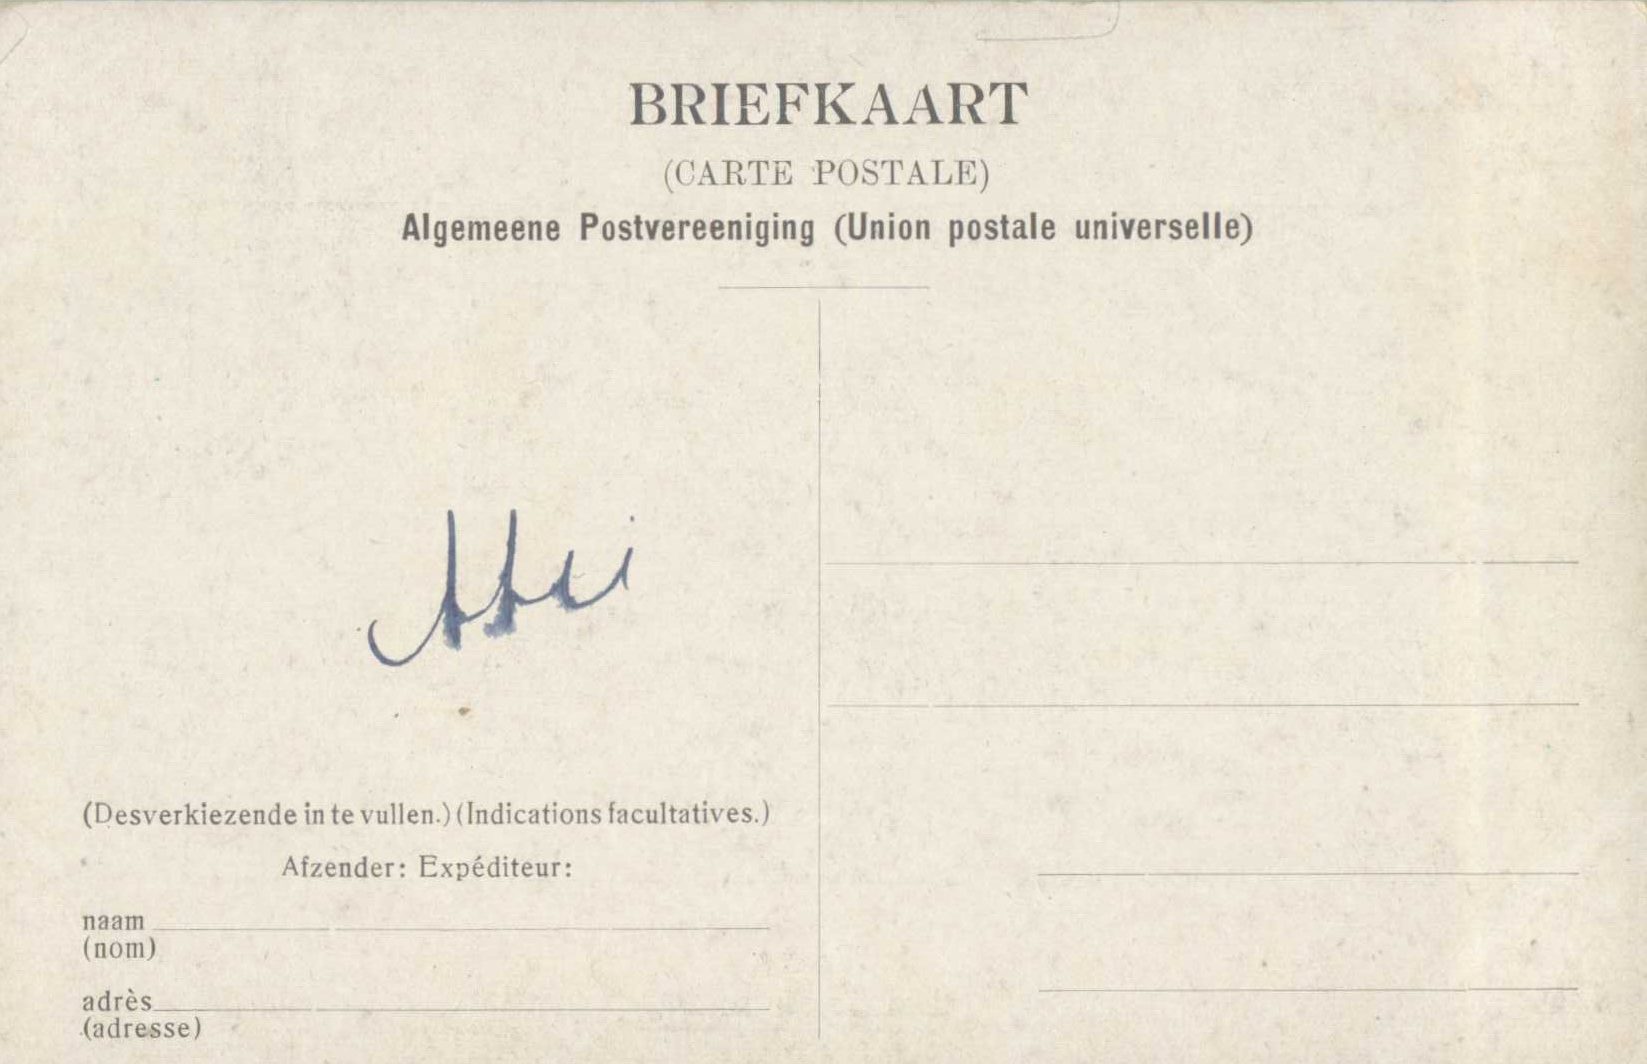 BRIEFKAART
(CARTE POSTALE)
Algemeene Postvereeniging (Union postale universelle)
(Desverkiezende in te vullen.) (Indications facultatives.)
Afzender: Expéditeur:
naam
(nom)
adrès
(adresse)